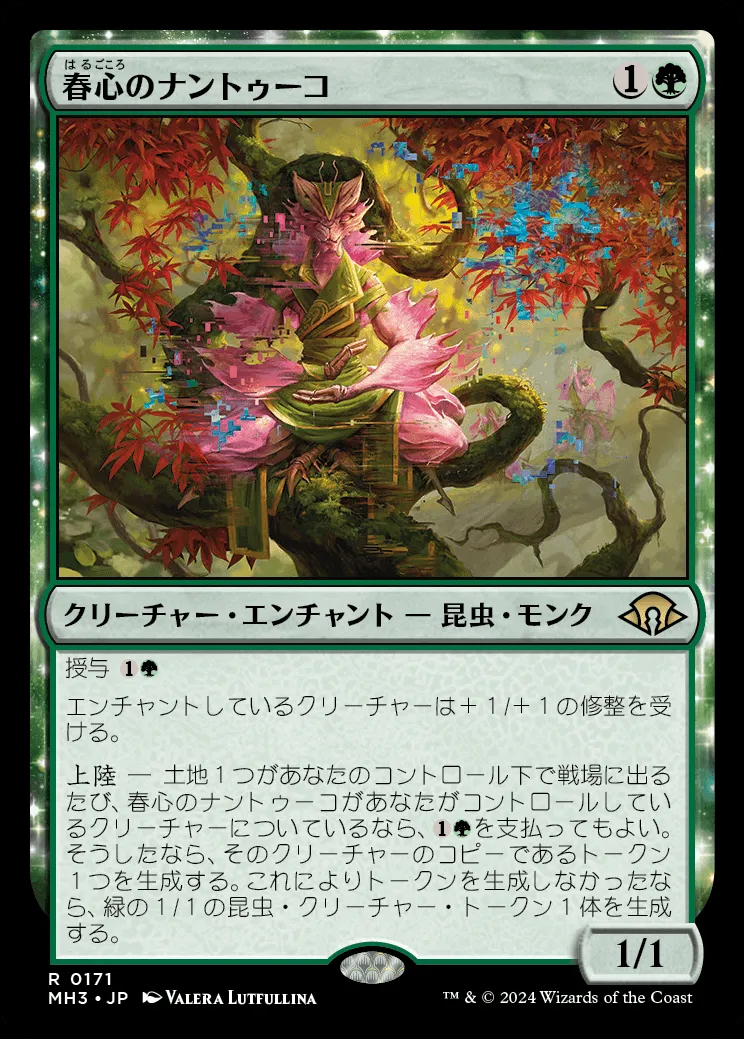 はるごころ
春心のナントゥーコ 1
クリーチャー・エンチャント — 昆虫・モンク
授与 1
エンチャントしているクリーチャーは＋１/＋１の修整を受
ける。
上陸 ― 土地１つがあなたのコントロール下で戦場に出る
たび、春心のナントゥーコがあなたがコントロールしてい
るクリーチャーについているなら、1を支払ってもよい。
そうしたなら、そのクリーチャーのコピーであるトークン
１つを生成する。これによりトークンを生成しなかったな
ら、緑の１/１の昆虫・クリーチャー・トークン１体を生成
する。
1/1
R 0171
MH3 • JP VALERA LUTFULLINA
™ & © 2024 Wizards of the Coast